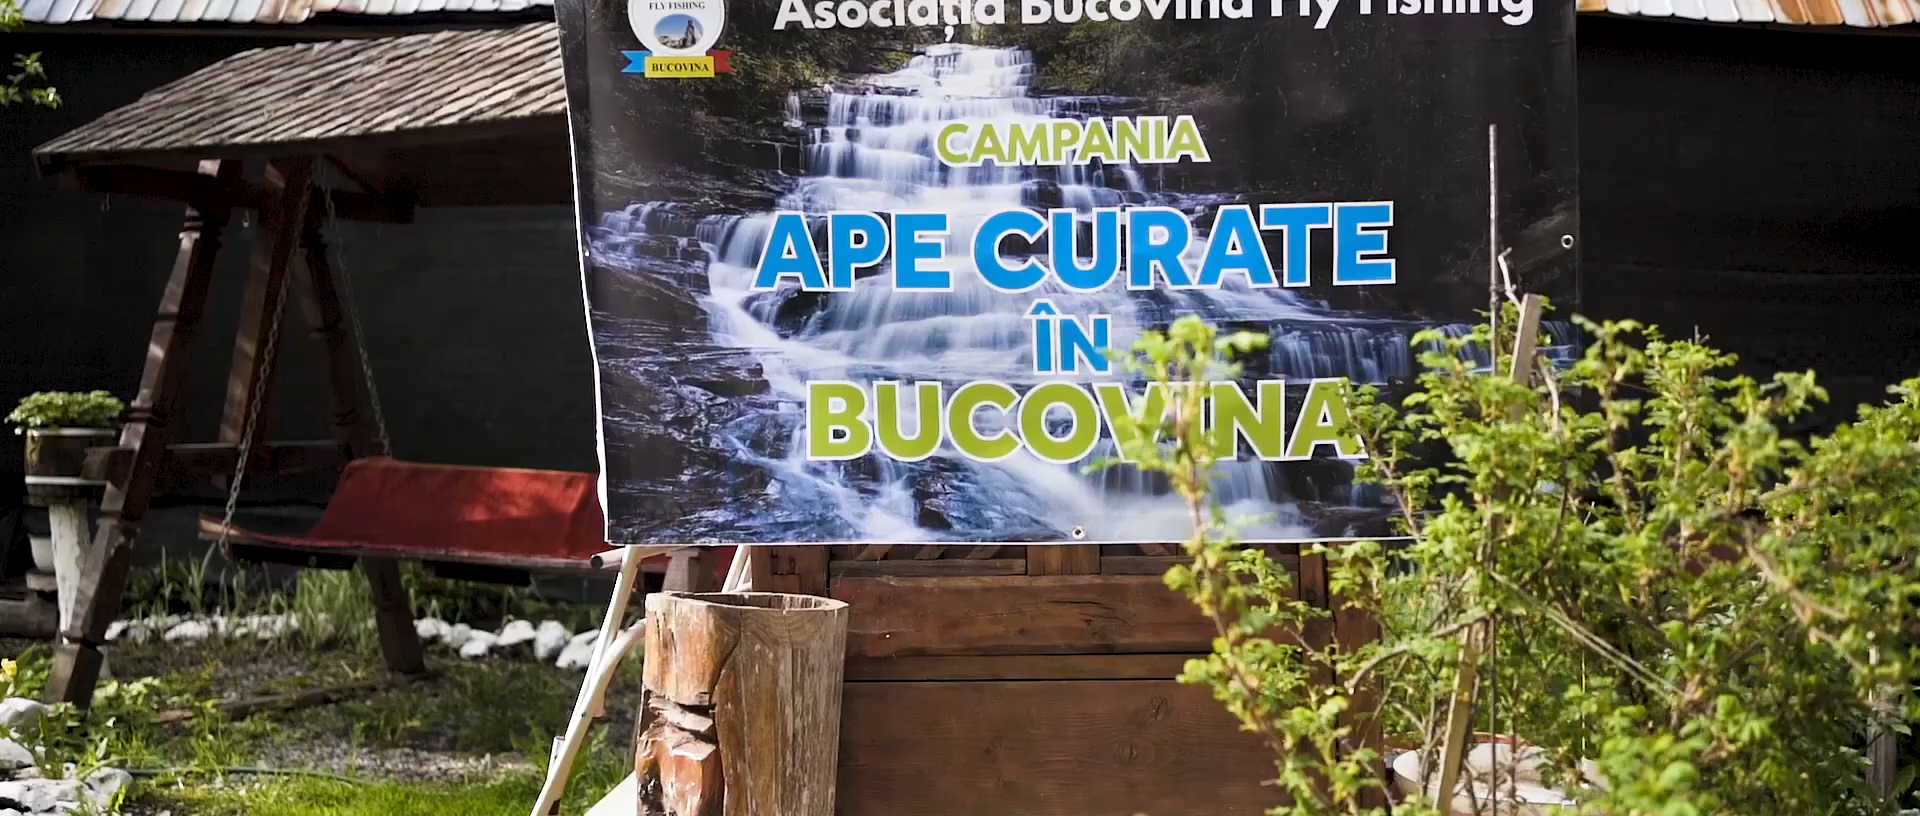 FLY FISHING
BUCOVINA
Asociația Bucovina Fly Fishing
CAMPANIA
APE CURATE
ÎN
BUCOVINA